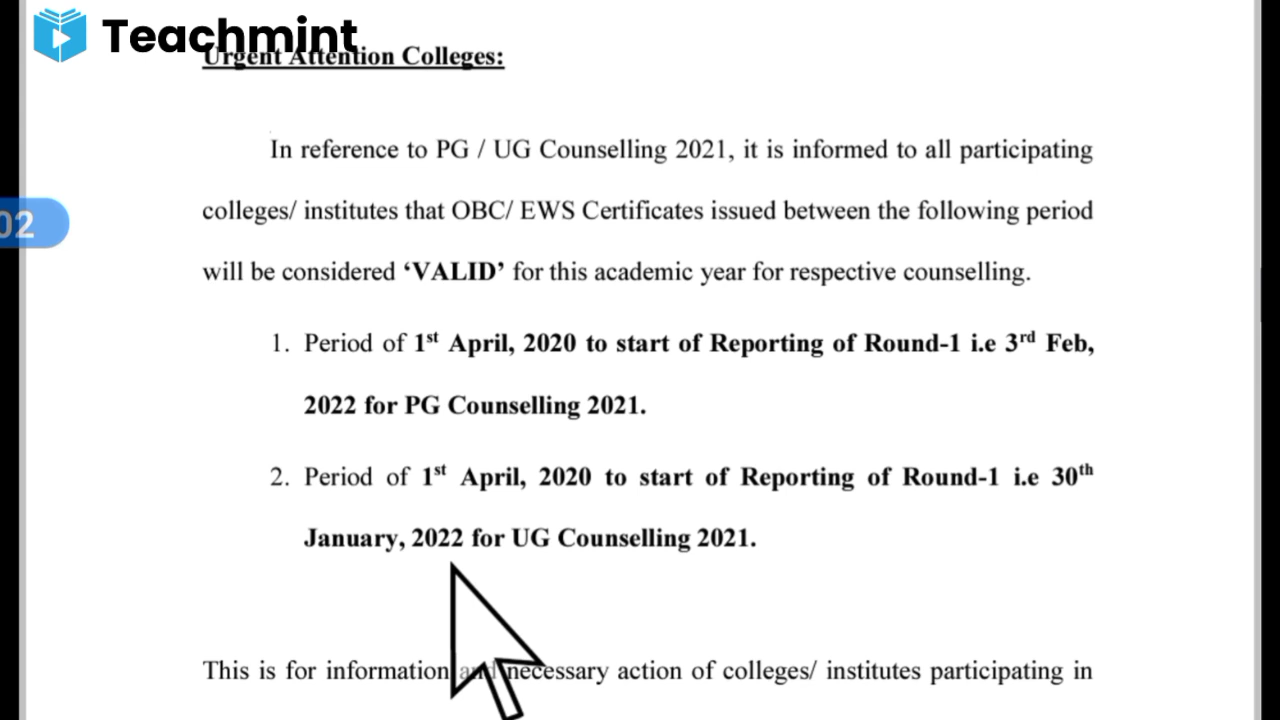 Teachmint
Urgent Attention Colleges:
In reference to PG / UG Counselling 2021, it is informed to all participating
02
colleges/ institutes that OBC/ EWS Certificates issued between the following period
will be considered ‘VALID’ for this academic year for respective counselling.
1. Period of 1st April, 2020 to start of Reporting of Round-1 i.e 3rd Feb,
2022 for PG Counselling 2021.
2. Period of 1st April, 2020 to start of Reporting of Round-1 i.e 30th
January, 2022 for UG Counselling 2021.
This is for information and necessary action of colleges/ institutes participating in